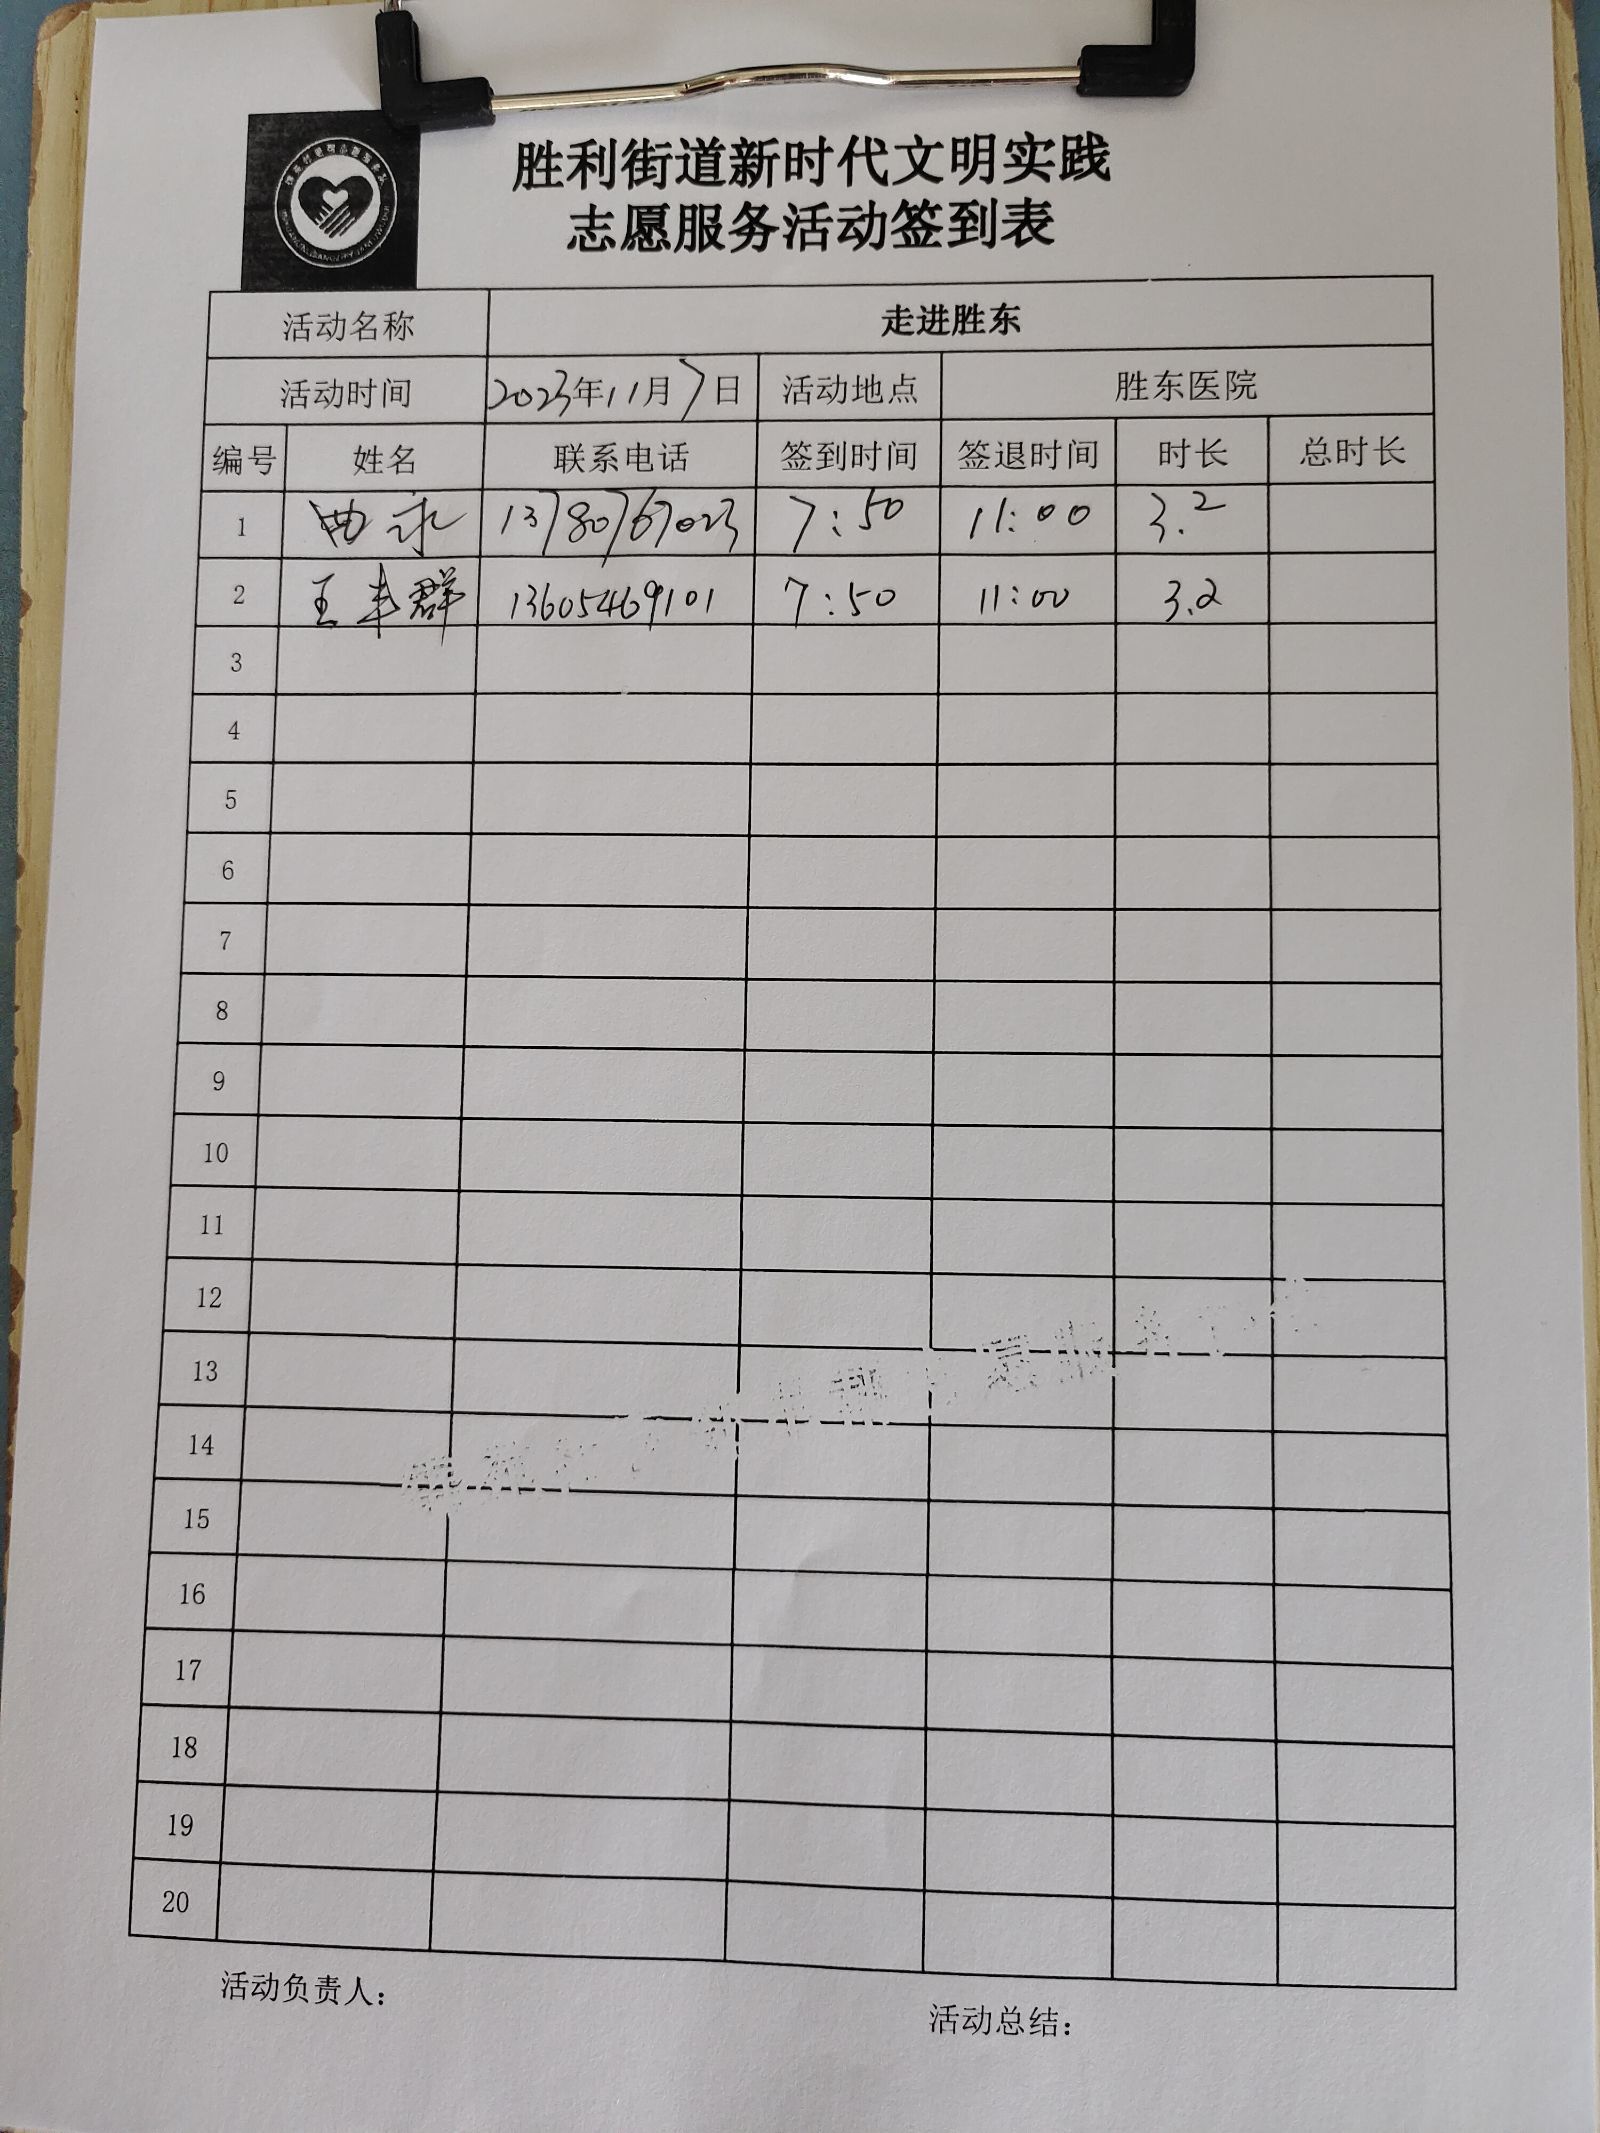 胜利街道新时代文明实践
志愿服务活动签到表
活动名称 走进胜东
活动时间 2023年11月7日 活动地点 胜东医院
编号 姓名 联系电话 签到时间 签退时间 时长 总时长
1 曲 13780767023 7:50 11:00 3.2
2 王丰群 13605469101 7:50 11:00 3.2
3
4
5
6
7
8
9
10
11
12
13
14
15
16
17
18
19
20
活动负责人：
活动总结：